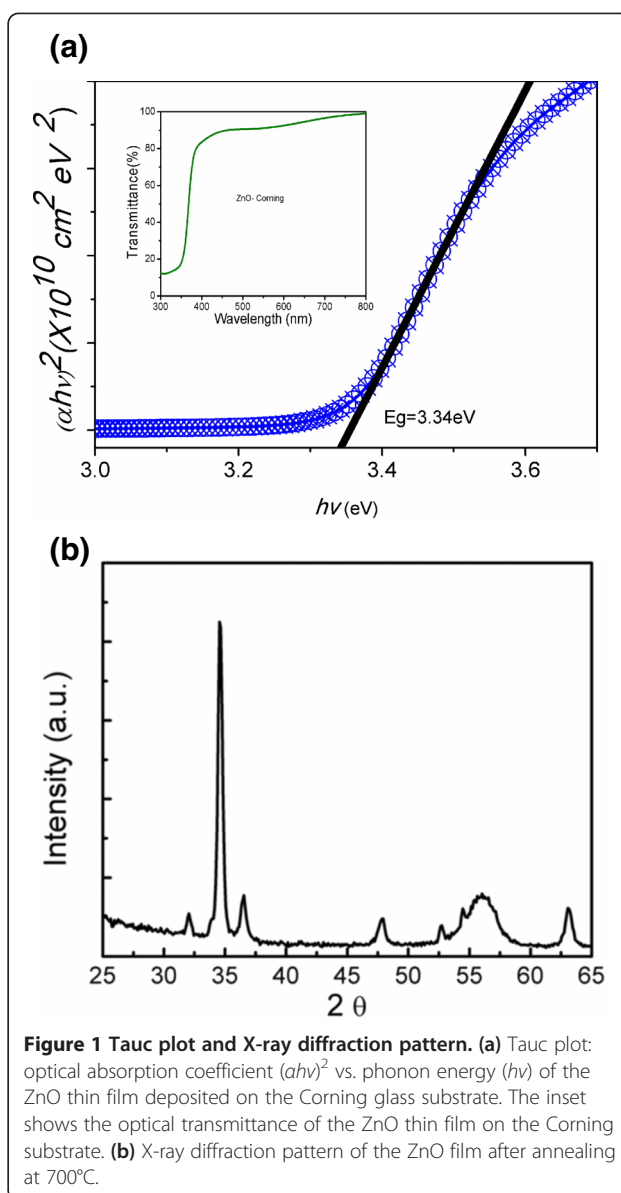 (a)
(αhν)²(X10¹⁰ cm² eV²)
100
80
60
40
20
0
Transmittance(%)
ZnO- Corning
300 400 500 600 700 800
Wavelength (nm)
Eg=3.34eV
3.0 3.2 3.4 3.6
hν (eV)
(b)
Intensity (a.u.)
25 30 35 40 45 50 55 60 65
2 θ
Figure 1 Tauc plot and X-ray diffraction pattern. (a) Tauc plot:
optical absorption coefficient (αhv)² vs. phonon energy (hv) of the
ZnO thin film deposited on the Corning glass substrate. The inset
shows the optical transmittance of the ZnO thin film on the Corning
substrate. (b) X-ray diffraction pattern of the ZnO film after annealing
at 700°C.